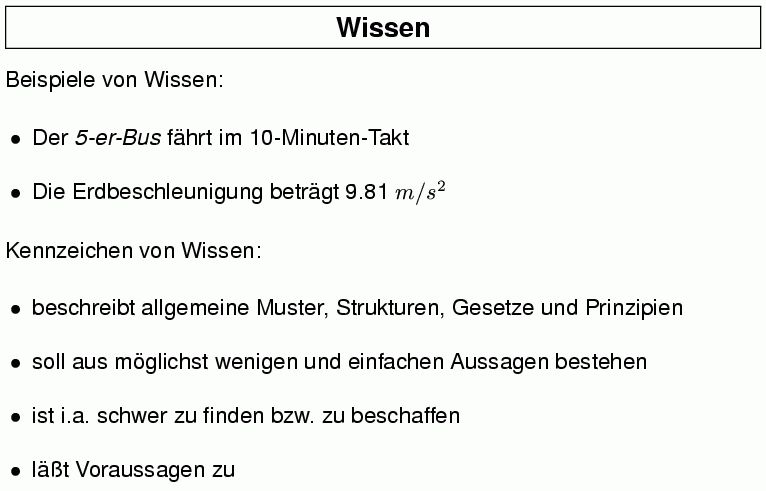 Wissen
Beispiele von Wissen:
• Der 5-er-Bus fährt im 10-Minuten-Takt
• Die Erdbeschleunigung beträgt 9.81 m/s²
Kennzeichen von Wissen:
• beschreibt allgemeine Muster, Strukturen, Gesetze und Prinzipien
• soll aus möglichst wenigen und einfachen Aussagen bestehen
• ist i.a. schwer zu finden bzw. zu beschaffen
• läßt Voraussagen zu